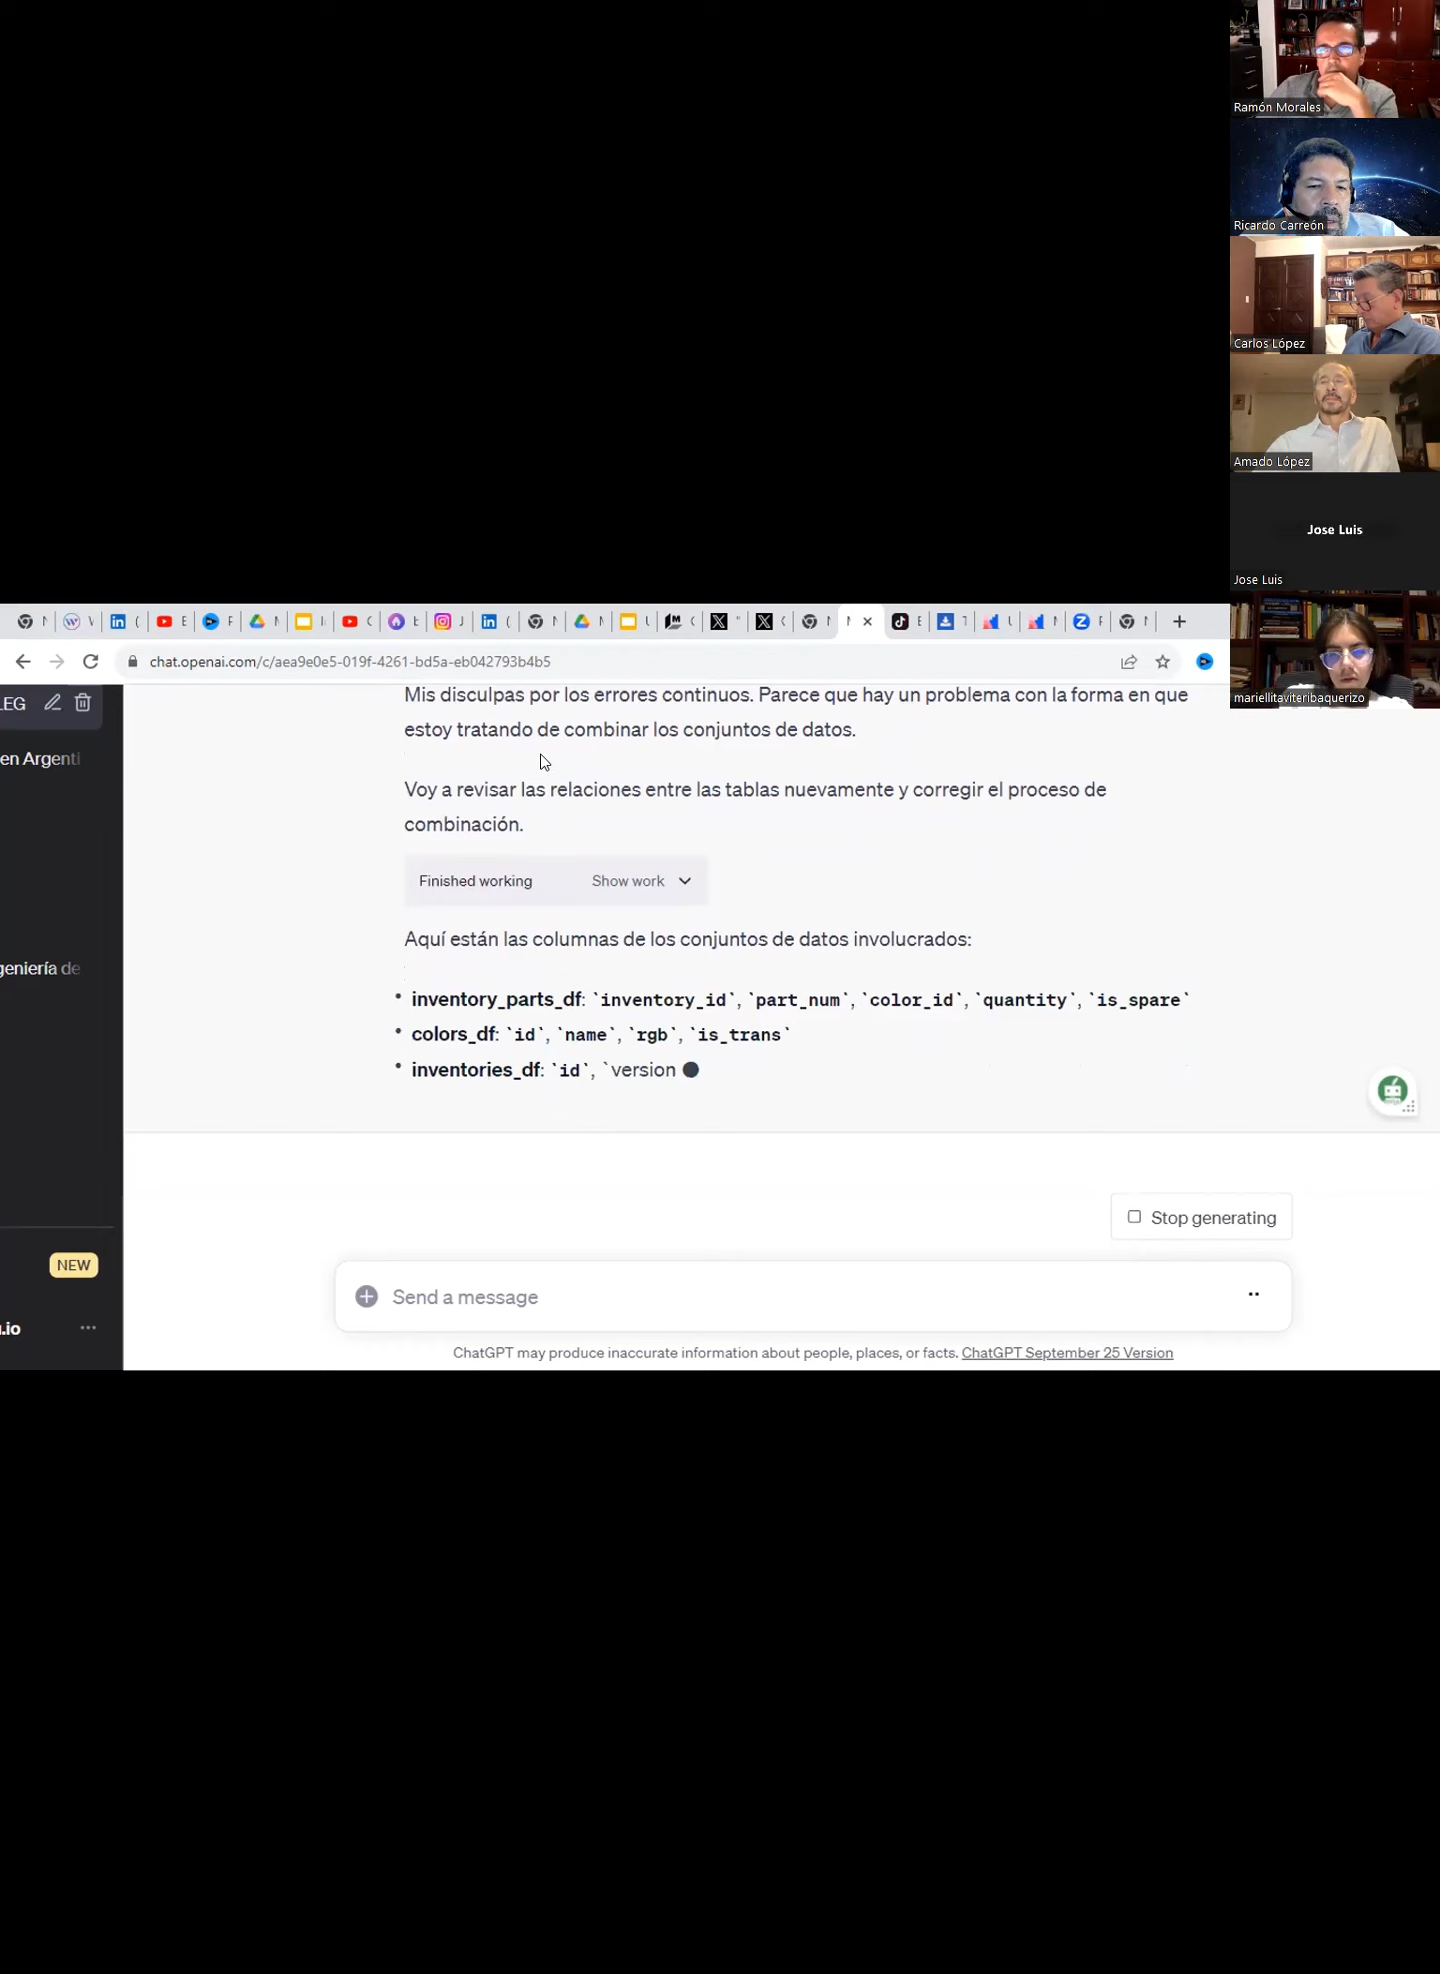 Ramón Morales
Ricardo Carreón
Carlos López
Amado López
Jose Luis
Jose Luis
mariellitaviteribaquerizo
chat.openai.com/c/aea9e0e5-019f-4261-bd5a-eb042793b4b5
LEG
en Argenti
geniería de
NEW
.io
Mis disculpas por los errores continuos. Parece que hay un problema con la forma en que
estoy tratando de combinar los conjuntos de datos.
Voy a revisar las relaciones entre las tablas nuevamente y corregir el proceso de
combinación.
Finished working Show work
Aquí están las columnas de los conjuntos de datos involucrados:
• inventory_parts_df: `inventory_id`, `part_num`, `color_id`, `quantity`, `is_spare`
• colors_df: `id`, `name`, `rgb`, `is_trans`
• inventories_df: `id`, `version
Stop generating
Send a message
ChatGPT may produce inaccurate information about people, places, or facts. ChatGPT September 25 Version